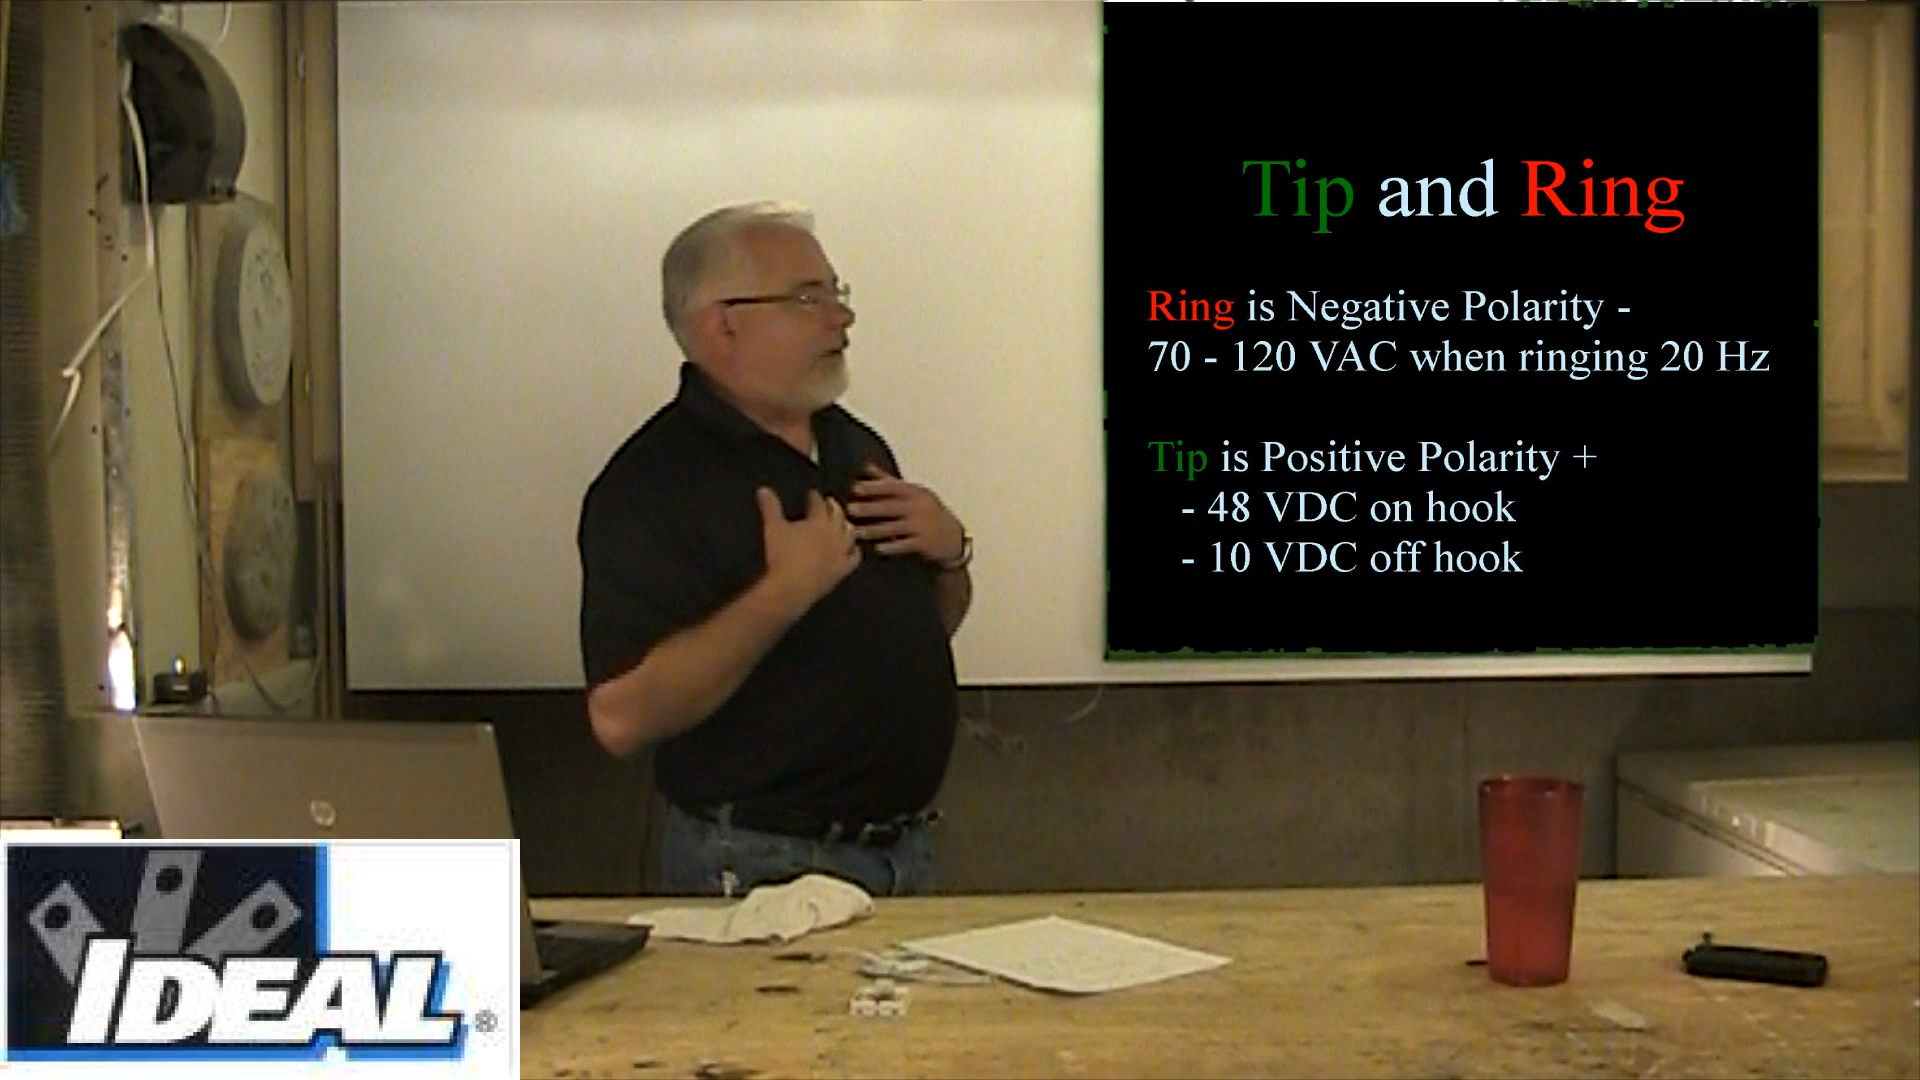 Tip and Ring
Ring is Negative Polarity -
70 - 120 VAC when ringing 20 Hz
Tip is Positive Polarity +
- 48 VDC on hook
- 10 VDC off hook
hp
IDEAL®